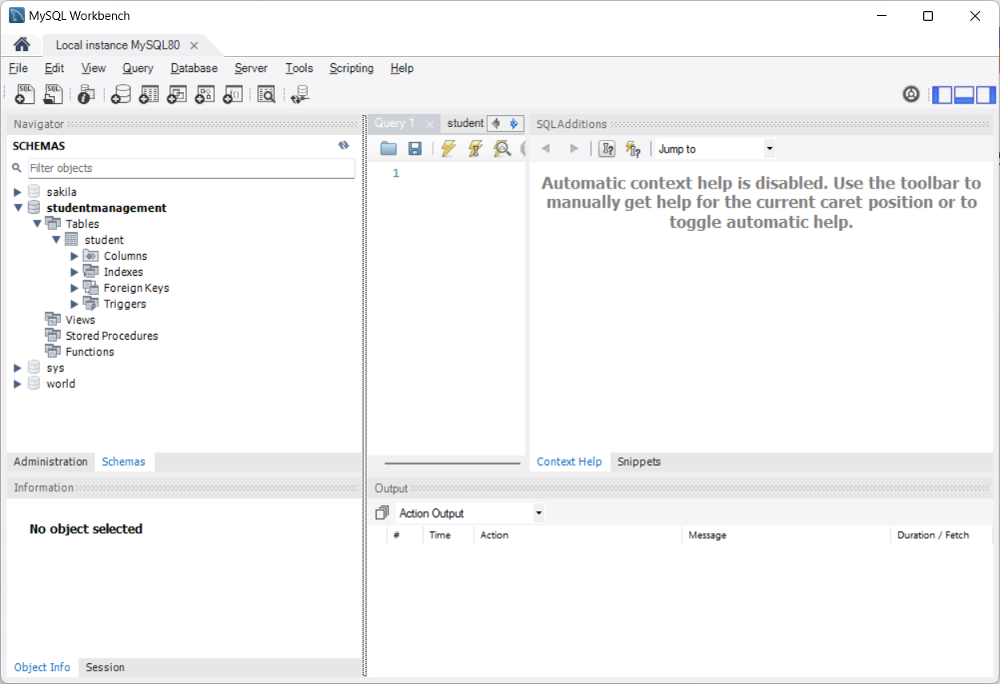 MySQL Workbench
Local instance MySQL80
File Edit View Query Database Server Tools Scripting Help
SQL SQL
Navigator
SCHEMAS
Filter objects
sakila
studentmanagement
Tables
student
Columns
Indexes
Foreign Keys
Triggers
Views
Stored Procedures
Functions
sys
world
Administration Schemas
Information
No object selected
Object Info Session
Query 1 student
1
SQLAdditions
Jump to
Automatic context help is disabled. Use the toolbar to
manually get help for the current caret position or to
toggle automatic help.
Context Help Snippets
Output
Action Output
# Time Action Message Duration / Fetch